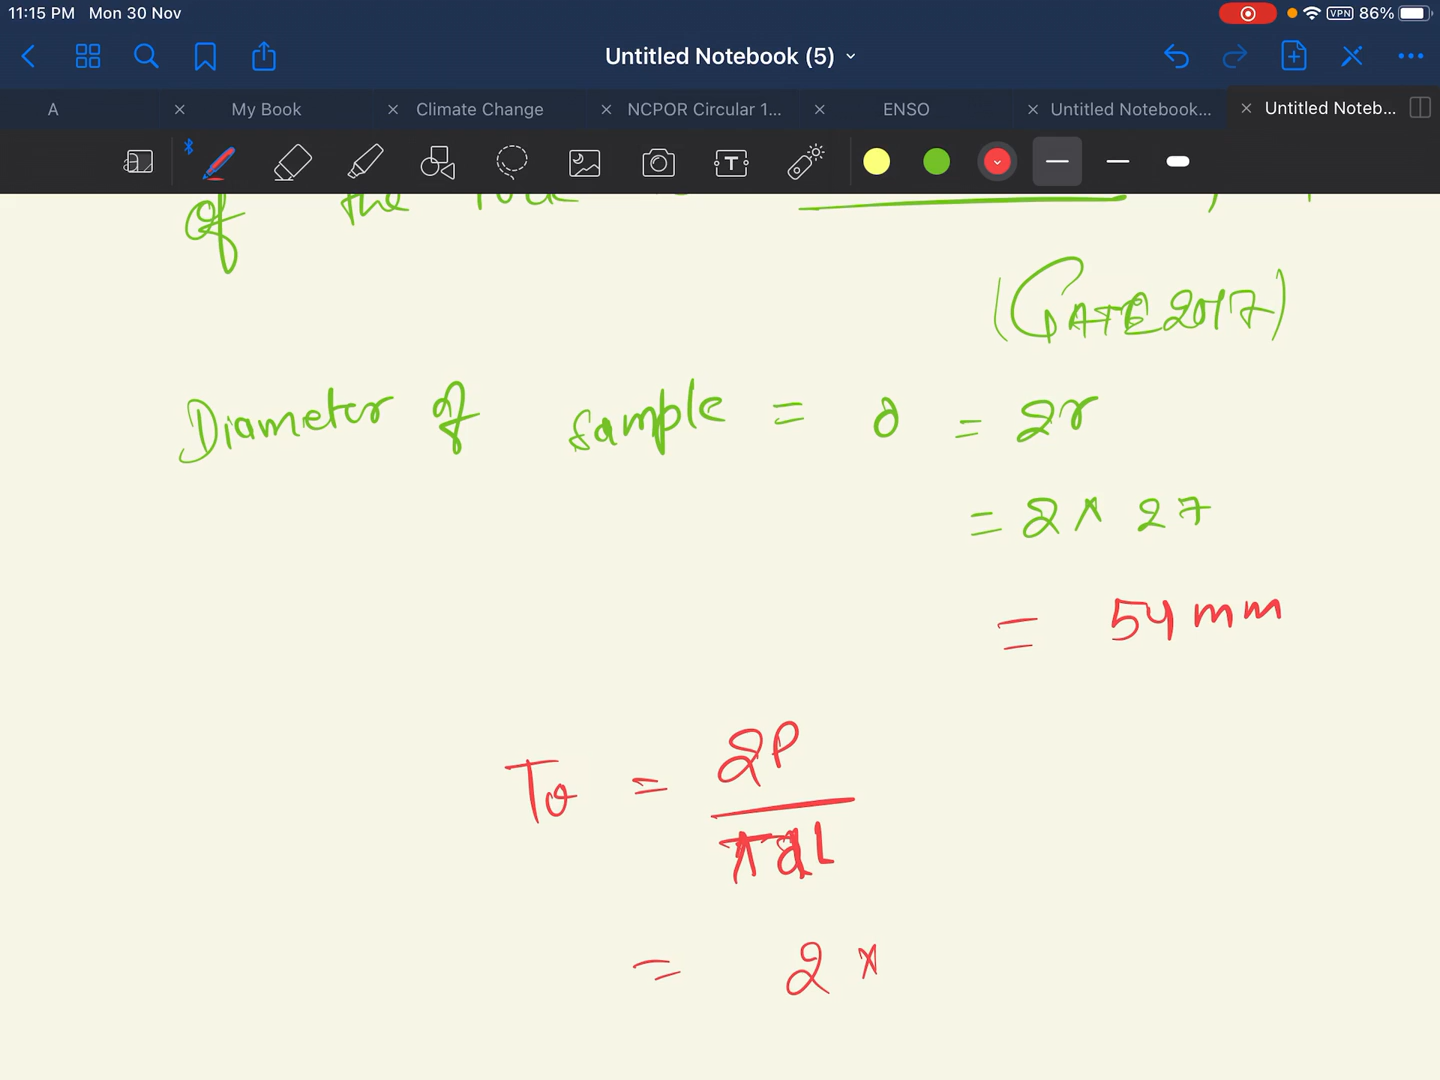 11:15 PM Mon 30 Nov VPN 86%
Untitled Notebook (5)
A My Book Climate Change NCPOR Circular 1... ENSO Untitled Notebook... Untitled Noteb...
of the
(GATE 2017)
Diameter of sample = d = 2r
= 2 × 27
= 54 mm
To = 2P / πdL
= 2 ×